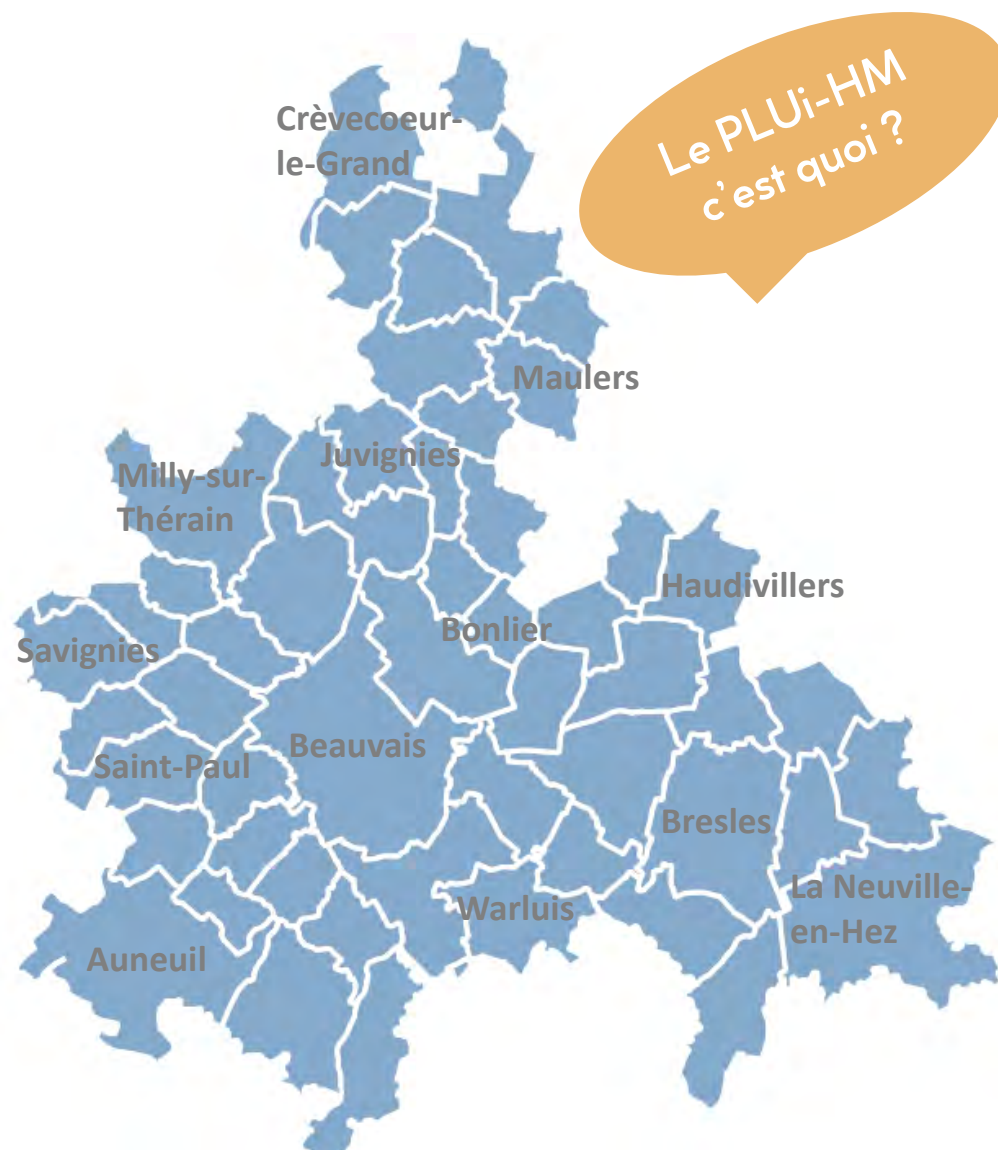 Le PLUi-HM
c'est quoi ?
Crèvecoeur-
le-Grand
Maulers
Juvignies
Milly-sur-
Thérain
Haudivillers
Bonlier
Savignies
Beauvais
Saint-Paul
Bresles
La Neuville-
en-Hez
Warluis
Auneuil